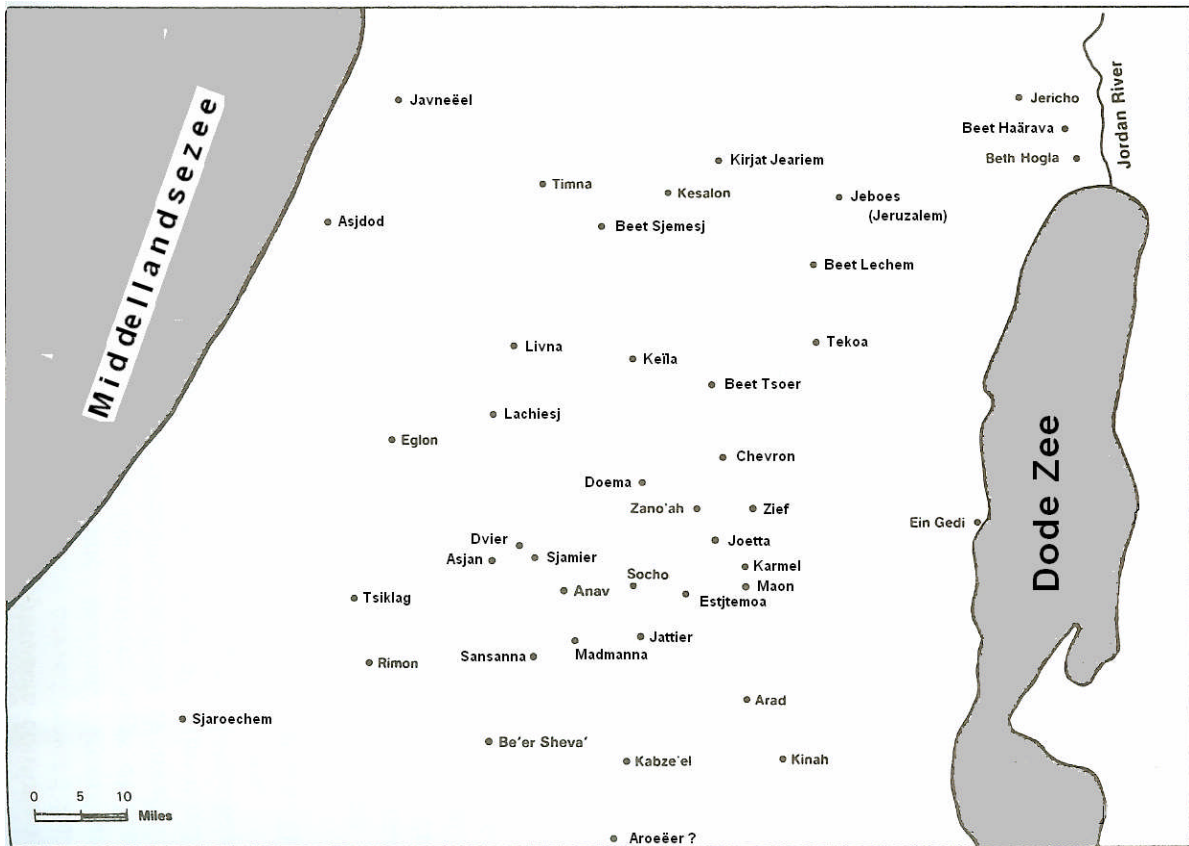 Middellandsezee
Javneëel
Jericho
Beet Haärava
Beth Hogla
Jordan River
Kirjat Jeariem
Timna
Kesalon
Jeboes
(Jeruzalem)
Asjdod
Beet Sjemesj
Beet Lechem
Livna
Keïla
Tekoa
Beet Tsoer
Lachiesj
Eglon
Chevron
Doema
Zano'ah
Zief
Ein Gedi
Dode Zee
Dvier
Joetta
Asjan
Sjamier
Karmel
Socho
Anav
Maon
Estjtemoa
Tsiklag
Jattier
Madmanna
Sansanna
Rimon
Arad
Sjaroechem
Be'er Sheva'
Kabze'el
Kinah
0 5 10
Miles
Aroeëer ?